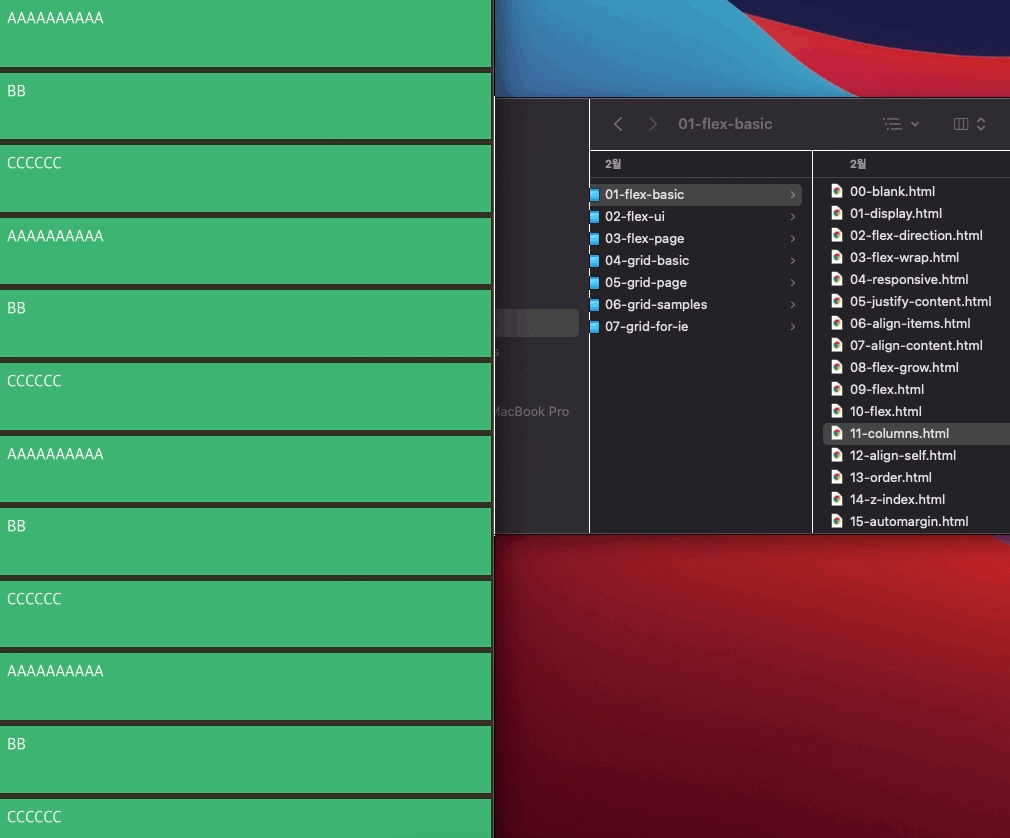 AAAAAAAAAA
BB
CCCCCC
AAAAAAAAAA
BB
CCCCCC
AAAAAAAAAA
BB
CCCCCC
AAAAAAAAAA
BB
CCCCCC
01-flex-basic
s
MacBook Pro
2월
01-flex-basic
02-flex-ui
03-flex-page
04-grid-basic
05-grid-page
06-grid-samples
07-grid-for-ie
2월
00-blank.html
01-display.html
02-flex-direction.html
03-flex-wrap.html
04-responsive.html
05-justify-content.html
06-align-items.html
07-align-content.html
08-flex-grow.html
09-flex.html
10-flex.html
11-columns.html
12-align-self.html
13-order.html
14-z-index.html
15-automargin.html